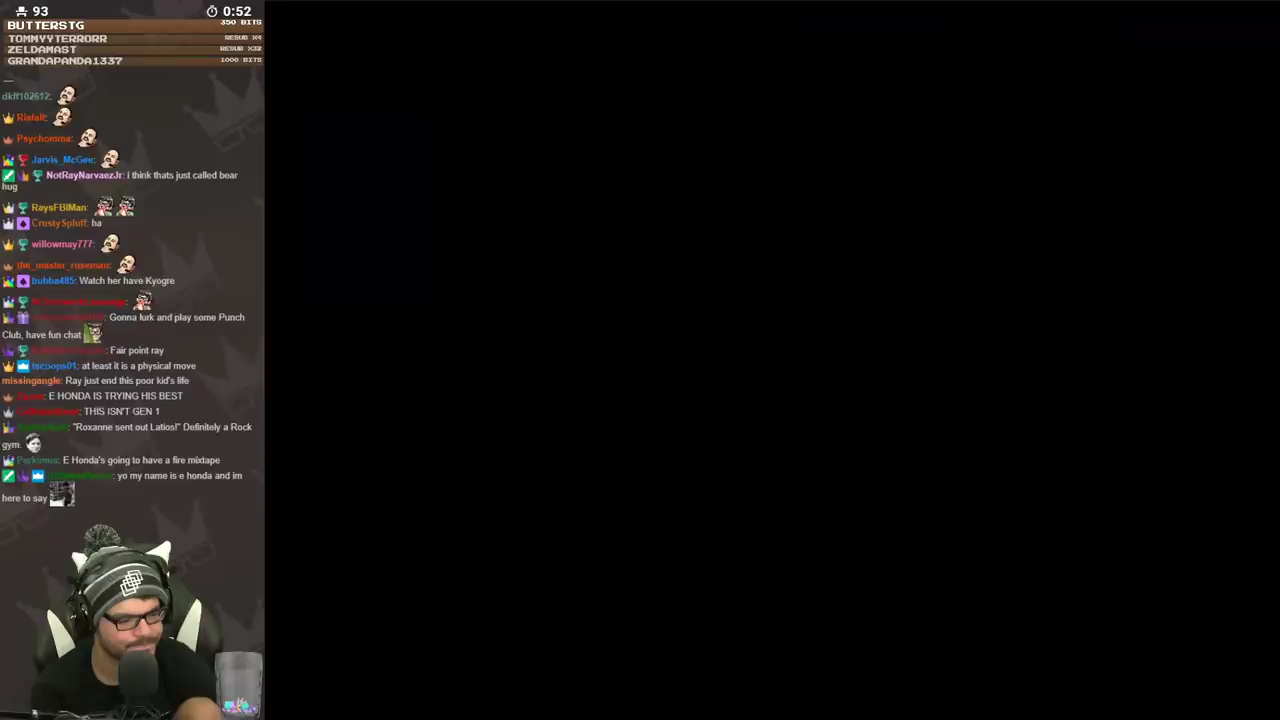 93 0:52
BUTTERSTG 350 BITS
TOMMYYTERRORR RESUB X4
ZELDAMAST RESUB X32
GRANDAPANDA1337 1000 BITS
dkff102612:
Riafalt:
Psychomma:
Jarvis_McGee:
NotRayNarvaezJr: i think thats just called bear
hug
RaysFBIMan:
CrustySpluff: ha
willowmay777:
the_master_ruseman:
bubba485: Watch her have Kyogre
: Gonna lurk and play some Punch
Club, have fun chat
: Fair point ray
tscoops01: at least it is a physical move
missingangle: Ray just end this poor kid's life
: E HONDA IS TRYING HIS BEST
: THIS ISN'T GEN 1
: "Roxanne sent out Latios!" Definitely a Rock
gym.
Perkimus: E Honda's going to have a fire mixtape
: yo my name is e honda and im
here to say